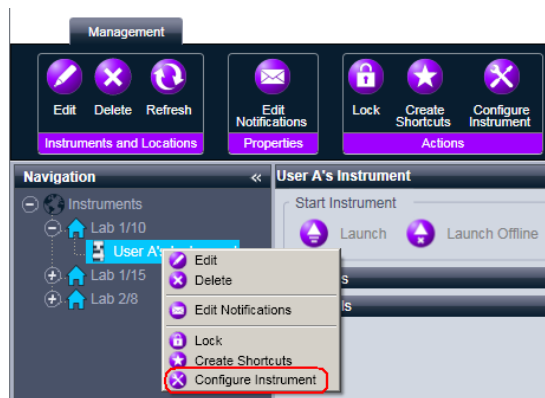 Management
Edit
Delete
Refresh
Edit
Notifications
Lock
Create
Shortcuts
Configure
Instrument
Instruments and Locations
Properties
Actions
Navigation
«
User A's Instrument
Instruments
Lab 1/10
User A's
Lab 1/15
Lab 2/8
Start Instrument
Launch
Launch Offline
Edit
Delete
Edit Notifications
Lock
Create Shortcuts
Configure Instrument